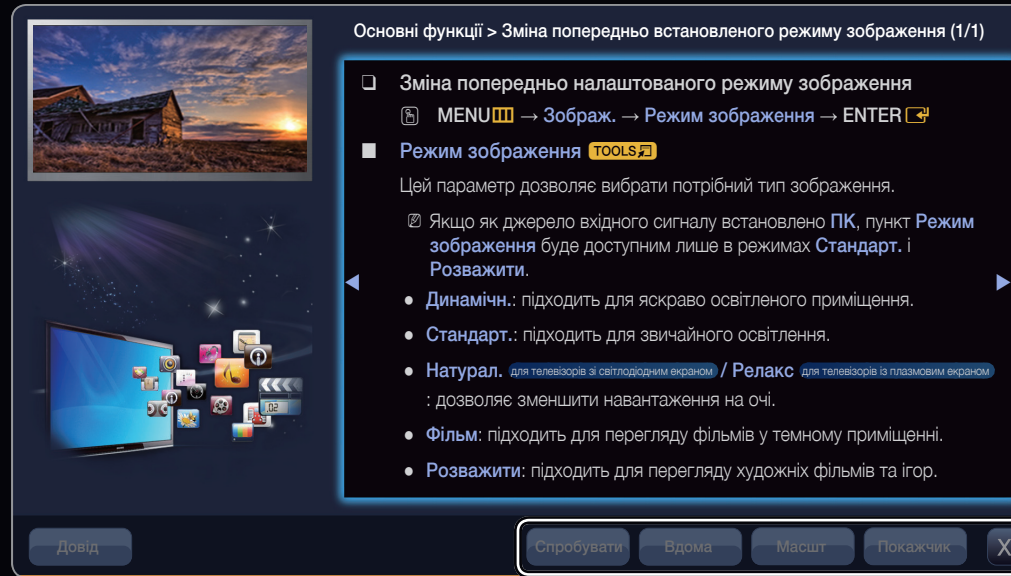 Основні функції > Зміна попередньо встановленого режиму зображення (1/1)
❏ Зміна попередньо налаштованого режиму зображення
MENU → Зображ. → Режим зображення → ENTER
■ Режим зображення TOOLS
Цей параметр дозволяє вибрати потрібний тип зображення.
Якщо як джерело вхідного сигналу встановлено ПК, пункт Режим
зображення буде доступним лише в режимах Стандарт. і
Розважити.
● Динамічн.: підходить для яскраво освітленого приміщення.
● Стандарт.: підходить для звичайного освітлення.
● Натурал. для телевізорів зі світлодіодним екраном / Релакс для телевізорів із плазмовим екраном
: дозволяє зменшити навантаження на очі.
● Фільм: підходить для перегляду фільмів у темному приміщенні.
● Розважити: підходить для перегляду художніх фільмів та ігор.
Довід Спробувати Вдома Масшт Покажчик X